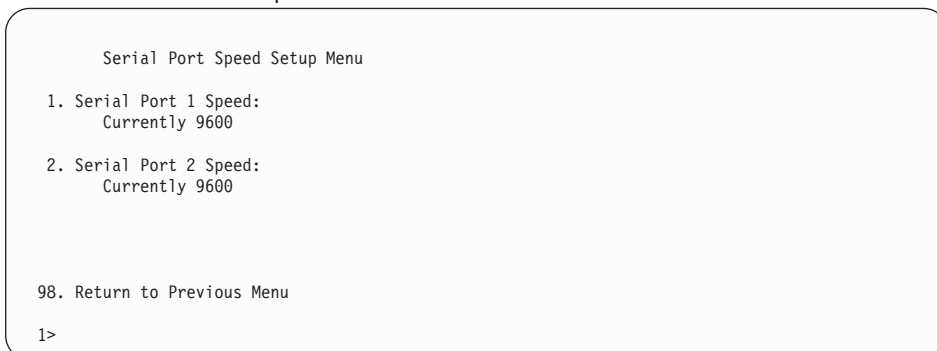 Serial Port Speed Setup Menu
1. Serial Port 1 Speed:
Currently 9600
2. Serial Port 2 Speed:
Currently 9600
98. Return to Previous Menu
1>